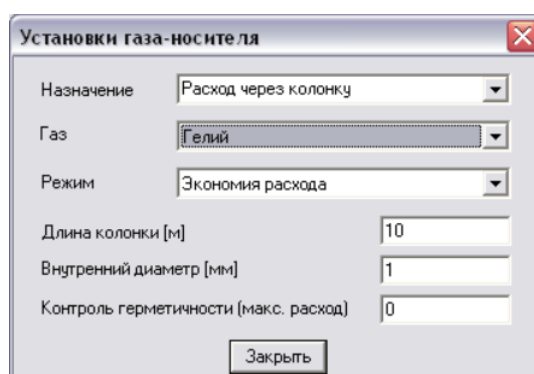 Установки газа-носителя
Назначение Расход через колонку
Газ Гелий
Режим Экономия расхода
Длина колонки [м] 10
Внутренний диаметр [мм] 1
Контроль герметичности (макс. расход) 0
Закрыть